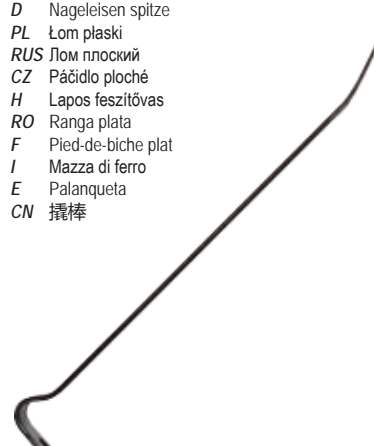 D Nageleisen spitze
PL Łom płaski
RUS Лом плоский
CZ Páčidlo ploché
H Lapos feszítővas
RO Ranga plata
F Pied-de-biche plat
I Mazza di ferro
E Palanqueta
CN 撬棒